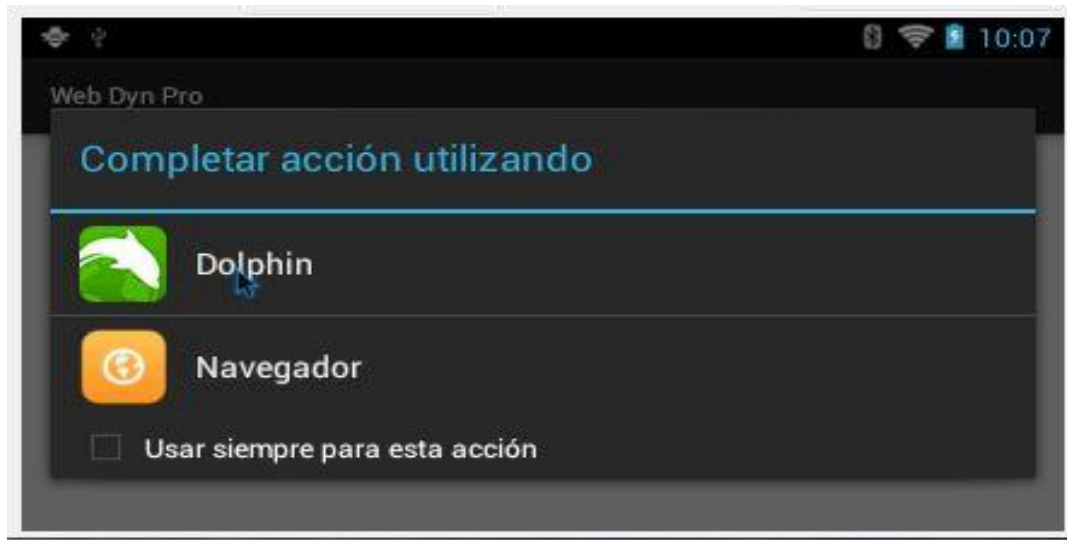 10:07
Web Dyn Pro
Completar acción utilizando
Dolphin
Navegador
Usar siempre para esta acción